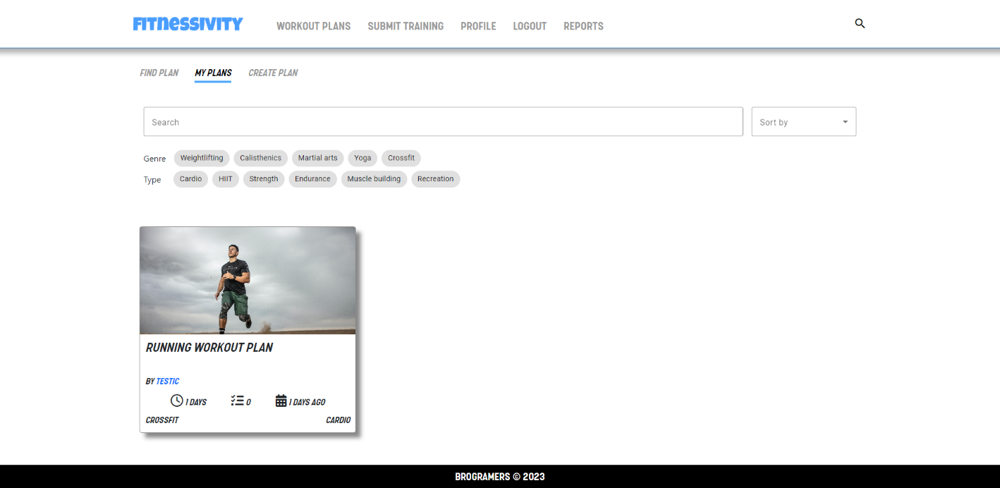 FITNESSIVITY WORKOUT PLANS SUBMIT TRAINING PROFILE LOGOUT REPORTS
FIND PLAN MY PLANS CREATE PLAN
Search Sort by
Genre Weightlifting Calisthenics Martial arts Yoga Crossfit
Type Cardio HIIT Strength Endurance Muscle building Recreation
RUNNING WORKOUT PLAN
BY TESTIC
1 DAYS 0 1 DAYS AGO
CROSSFIT CARDIO
BROGRAMERS © 2023